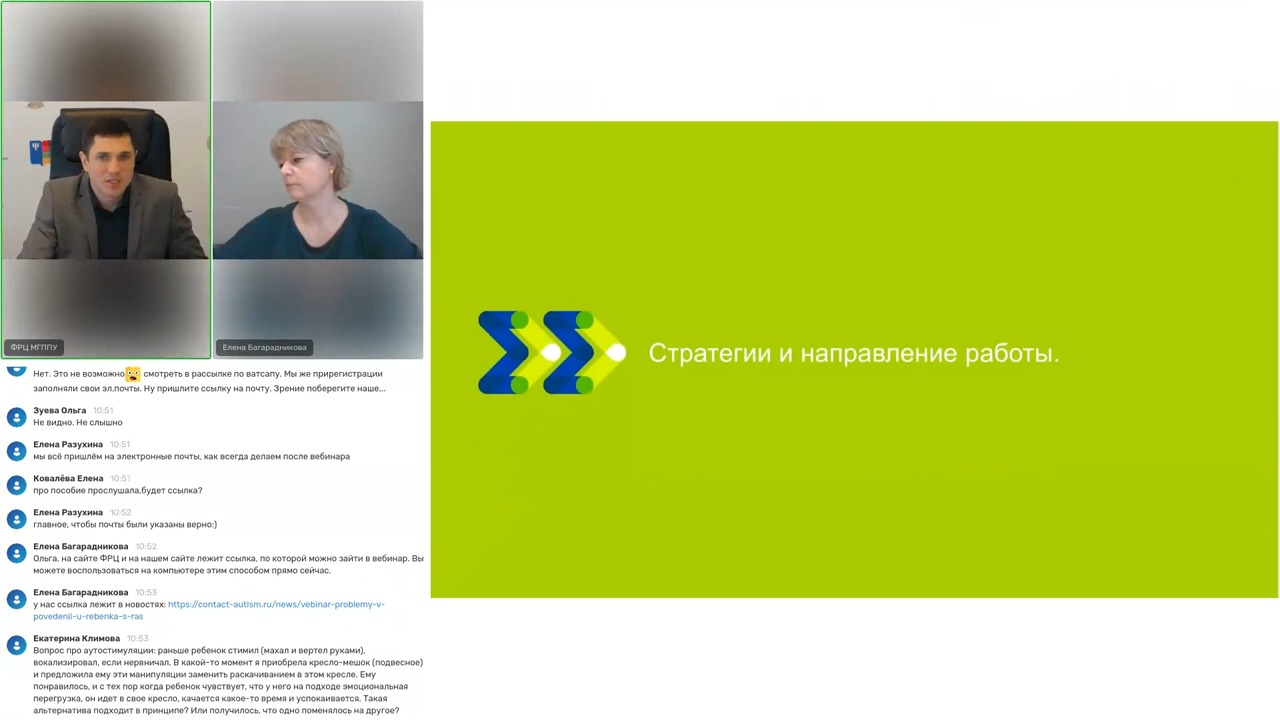 ФРЦ МГППУ
Елена Багарадникова
Стратегии и направление работы.
Нет. Это не возможно😲 смотреть в рассылке по ватсапу. Мы же прирегистрации
заполняли свои эл.почты. Ну пришлите ссылку на почту. Зрение поберегите наше...
Зуева Ольга 10:51
Не видно. Не слышно
Елена Разухина 10:51
мы всё пришлём на электронные почты, как всегда делаем после вебинара
Ковалёва Елена 10:51
про пособие прослушала,будет ссылка?
Елена Разухина 10:52
главное, чтобы почты были указаны верно:)
Елена Багарадникова 10:52
Ольга, на сайте ФРЦ и на нашем сайте лежит ссылка, по которой можно зайти в вебинар. Вы
можете воспользоваться на компьютере этим способом прямо сейчас.
Елена Багарадникова 10:53
у нас ссылка лежит в новостях: https://contact-autism.ru/news/vebinar-problemy-v-
povedenii-u-rebenka-s-ras
Екатерина Климова 10:53
Вопрос про аутостимуляции: раньше ребенок стимил (махал и вертел руками),
вокализировал, если нервничал. В какой-то момент я приобрела кресло-мешок (подвесное)
и предложила ему эти манипуляции заменить раскачиванием в этом кресле. Ему
понравилось, и с тех пор когда ребенок чувствует, что у него на подходе эмоциональная
перегрузка, он идет в свое кресло, качается какое-то время и успокаивается. Такая
альтернатива подходит в принципе? Или получилось, что одно поменялось на другое?